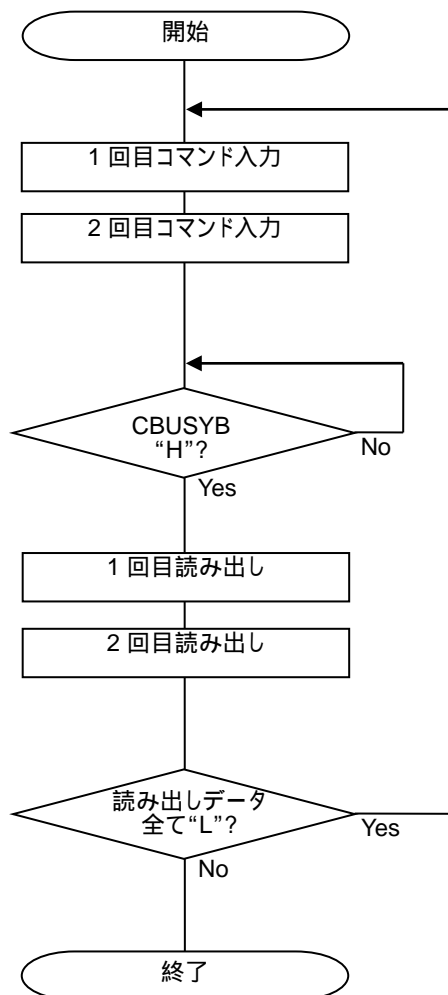 開始
1 回目コマンド入力
2 回目コマンド入力
CBUSYB
“H”?
No
Yes
1 回目読み出し
2 回目読み出し
読み出しデータ
全て“L”?
Yes
No
終了